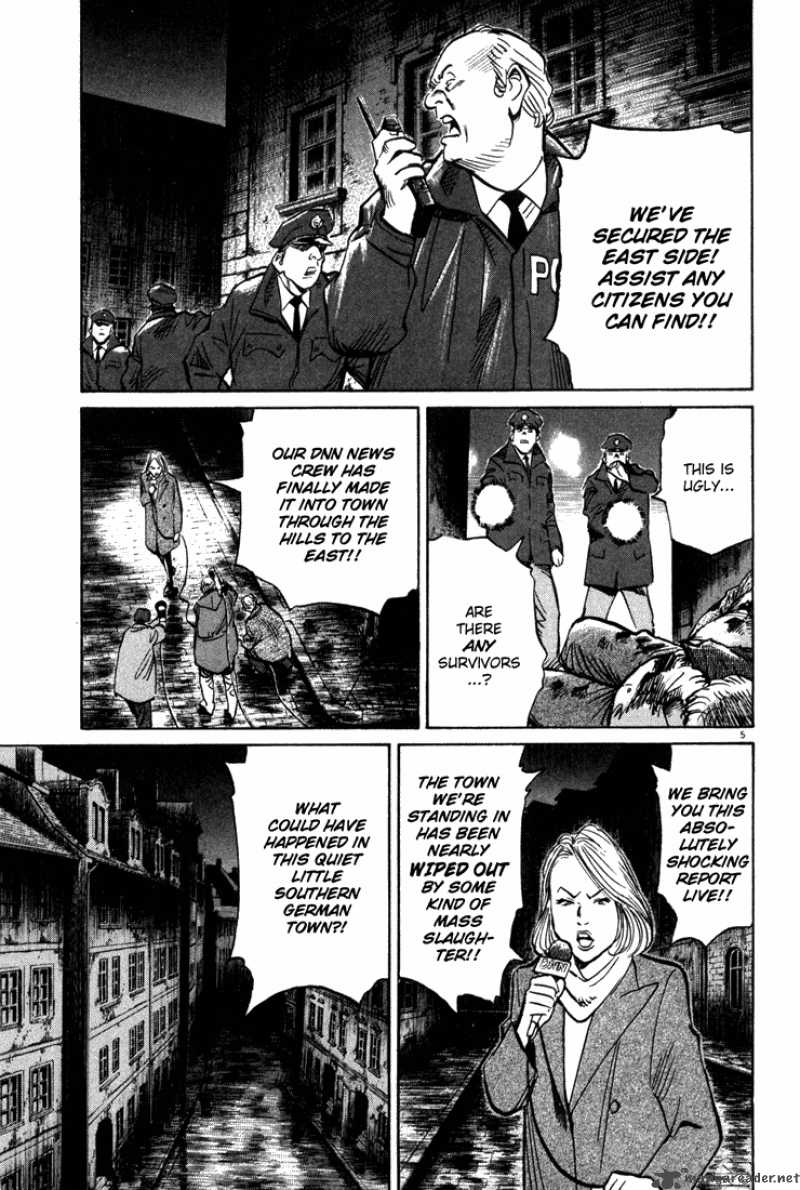 WE'VE
SECURED THE
EAST SIDE!
ASSIST ANY
CITIZENS YOU
CAN FIND!!
PO
THIS IS
UGLY...
ARE
THERE
ANY
SURVIVORS
...?
OUR DNN NEWS
CREW HAS
FINALLY MADE
IT INTO TOWN
THROUGH THE
HILLS TO THE
EAST!!
5
WE BRING
YOU THIS
ABSO-
LUTELY
SHOCKING
REPORT
LIVE!!
THE TOWN
WE'RE
STANDING IN
HAS BEEN
NEARLY
WIPED OUT
BY SOME
KIND OF
MASS
SLAUGH-
TER!!
WHAT
COULD HAVE
HAPPENED IN
THIS QUIET
LITTLE
SOUTHERN
GERMAN
TOWN?!